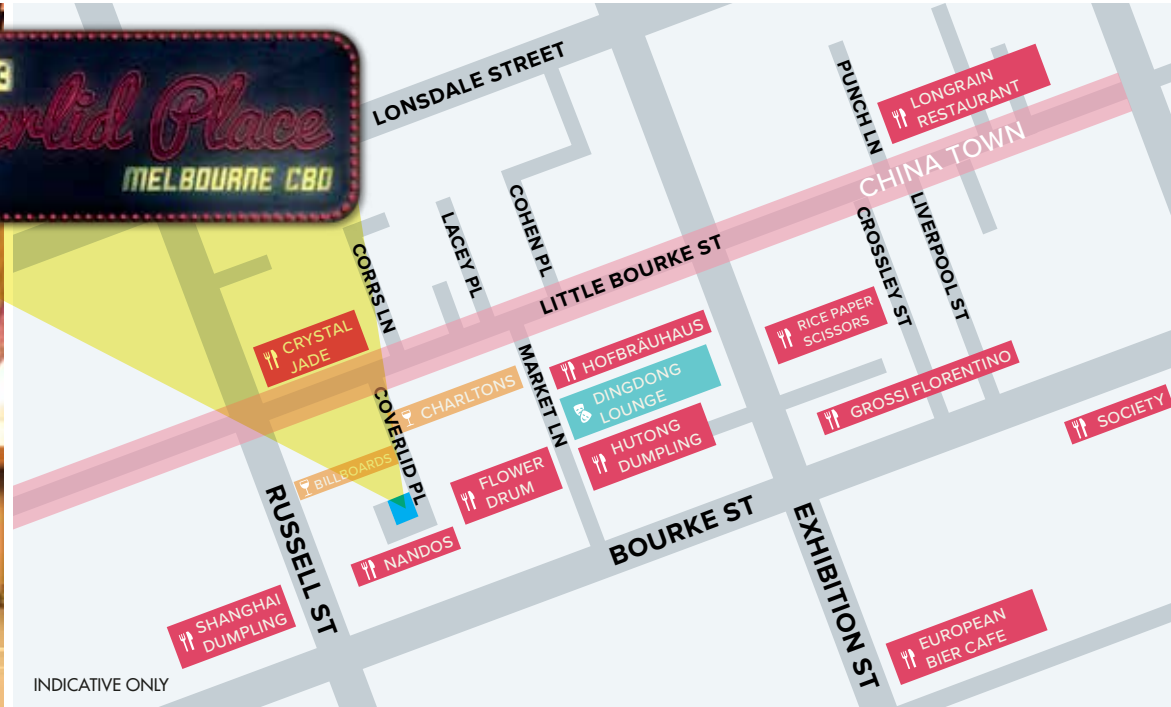 3
erlid Place
MELBOURNE CBD
LONSDALE STREET
PUNCH LN
LONGRAIN
RESTAURANT
CHINA TOWN
COHEN PL
LACEY PL
CORRS LN
LITTLE BOURKE ST
CROSSLEY ST
LIVERPOOL ST
CRYSTAL
JADE
HOFBRÄUHAUS
RICE PAPER
SCISSORS
DINGDONG
LOUNGE
CHARLTONS
MARKET LN
COVERLID PL
GROSSI FLORENTINO
SOCIETY
HUTONG
DUMPLING
BILLBOARDS
FLOWER
DRUM
RUSSELL ST
BOURKE ST
EXHIBITION ST
NANDOS
SHANGHAI
DUMPLING
EUROPEAN
BIER CAFE
INDICATIVE ONLY